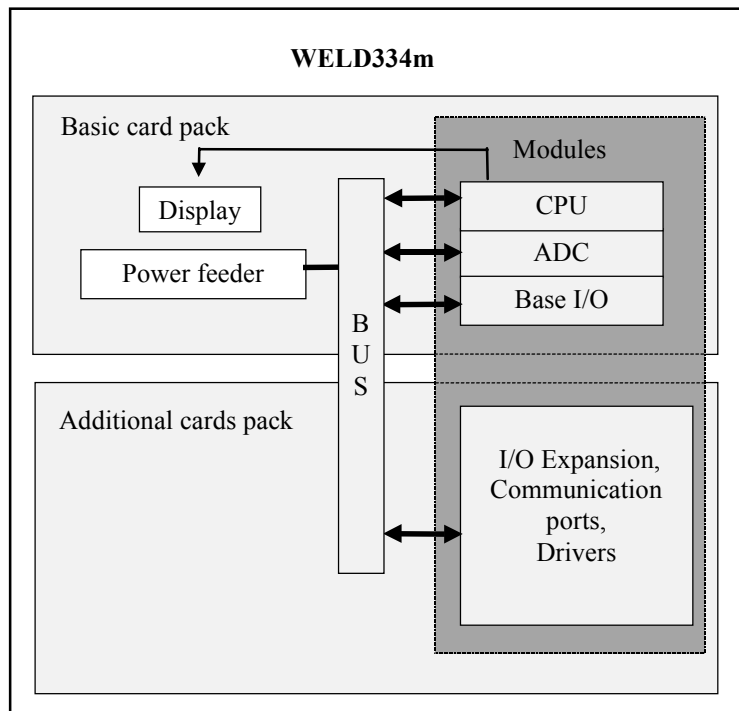 WELD334m
Basic card pack
Modules
Display
CPU
Power feeder
ADC
Base I/O
B
U
S
Additional cards pack
I/O Expansion,
Communication
ports,
Drivers